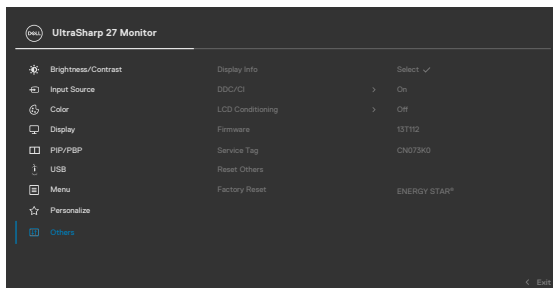 DELL UltraSharp 27 Monitor
Brightness/Contrast Display Info Select ✓
Input Source DDC/CI > On
Color LCD Conditioning > Off
Display Firmware 13T112
PIP/PBP Service Tag CN073K0
USB Reset Others
Menu Factory Reset ENERGY STAR®
Personalize
Others
< Exit